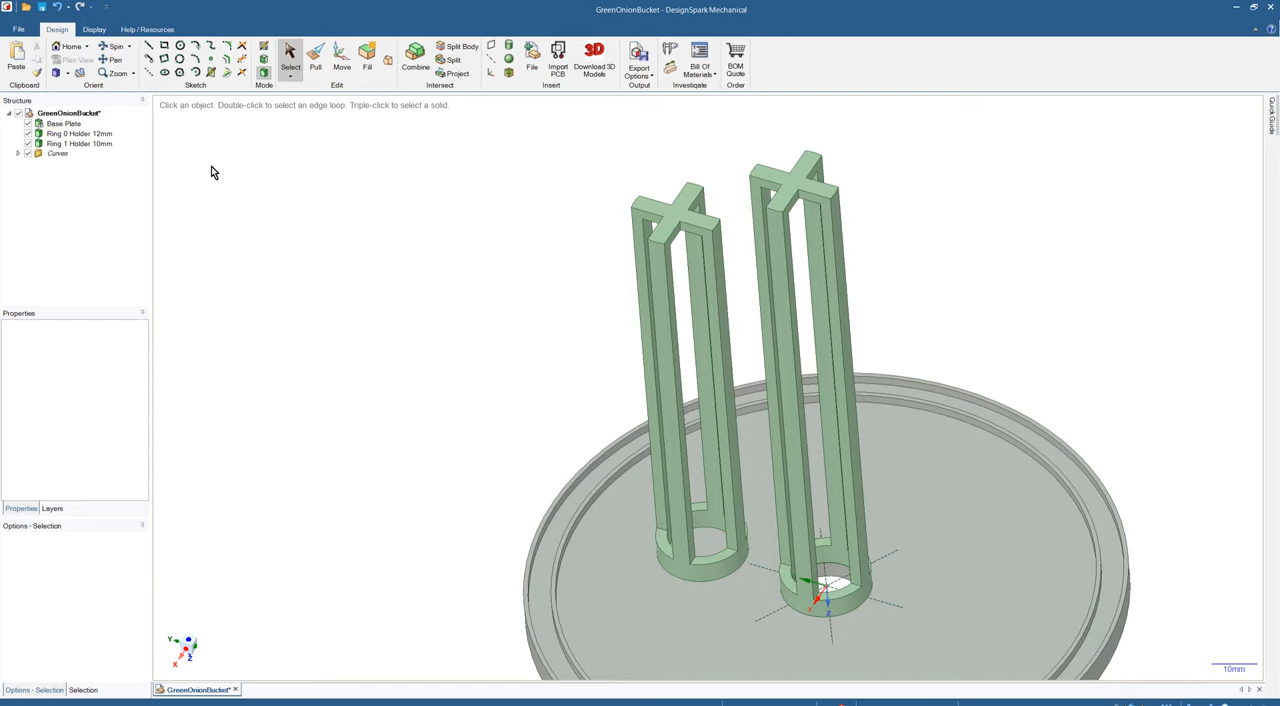 GreenOnionBucket - DesignSpark Mechanical
File Design Display Help / Resources
Home Spin Split Body
Plan View Pan Split
Zoom Project
Paste Select Pull Move Fill Combine File Import PCB Download 3D Models Export Options Bill Of Materials BOM Quote
3D
Clipboard Orient Sketch Mode Edit Intersect Insert Output Investigate Order
Structure
Click an object. Double-click to select an edge loop. Triple-click to select a solid.
Quick Guide
GreenOnionBucket*
Base Plate
Ring 0 Holder 12mm
Ring 1 Holder 10mm
Curves
Properties
Properties Layers
Options - Selection
X
Z
Y
X
Z
10mm
Options - Selection Selection
GreenOnionBucket*